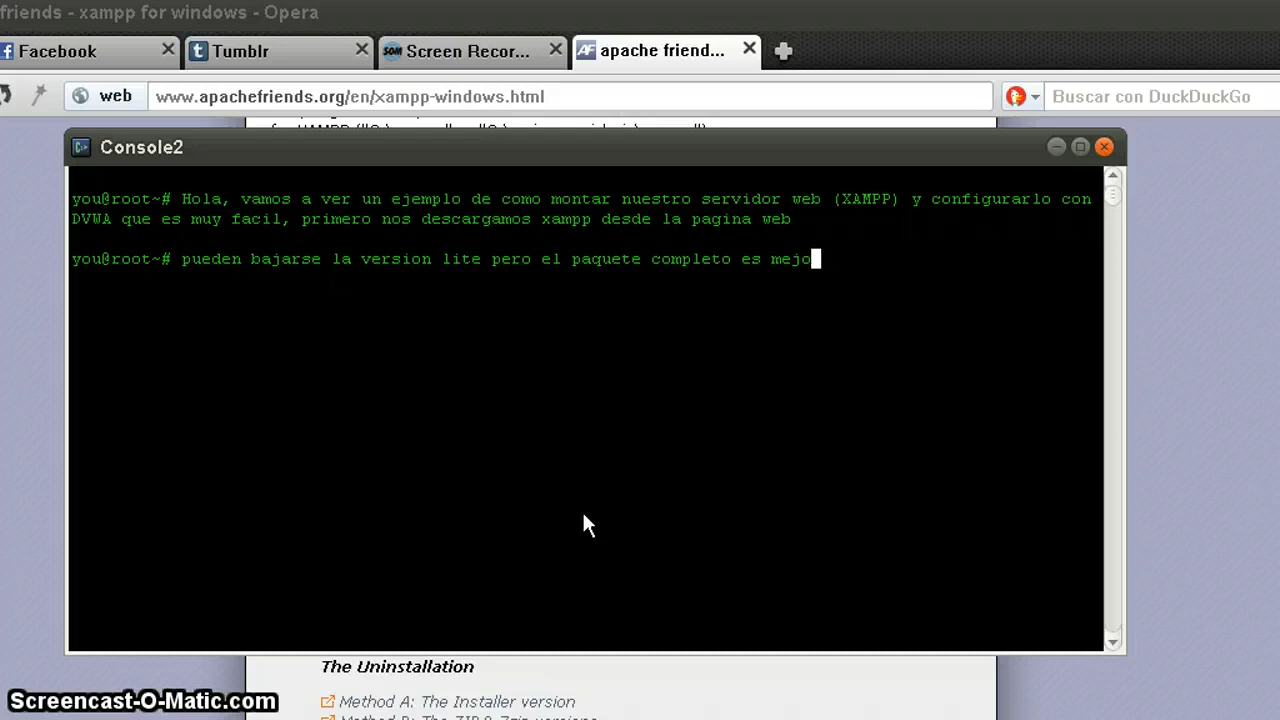 friends - xampp for windows - Opera
Facebook
Tumblr
Screen Recor...
apache friend...
web
www.apachefriends.org/en/xampp-windows.html
Buscar con DuckDuckGo
Console2
you@root~# Hola, vamos a ver un ejemplo de como montar nuestro servidor web (XAMPP) y configurarlo con
DVWA que es muy facil, primero nos descargamos xampp desde la pagina web
you@root~# pueden bajarse la version lite pero el paquete completo es mejo
The Uninstallation
Method A: The Installer version
Screencast-O-Matic.com